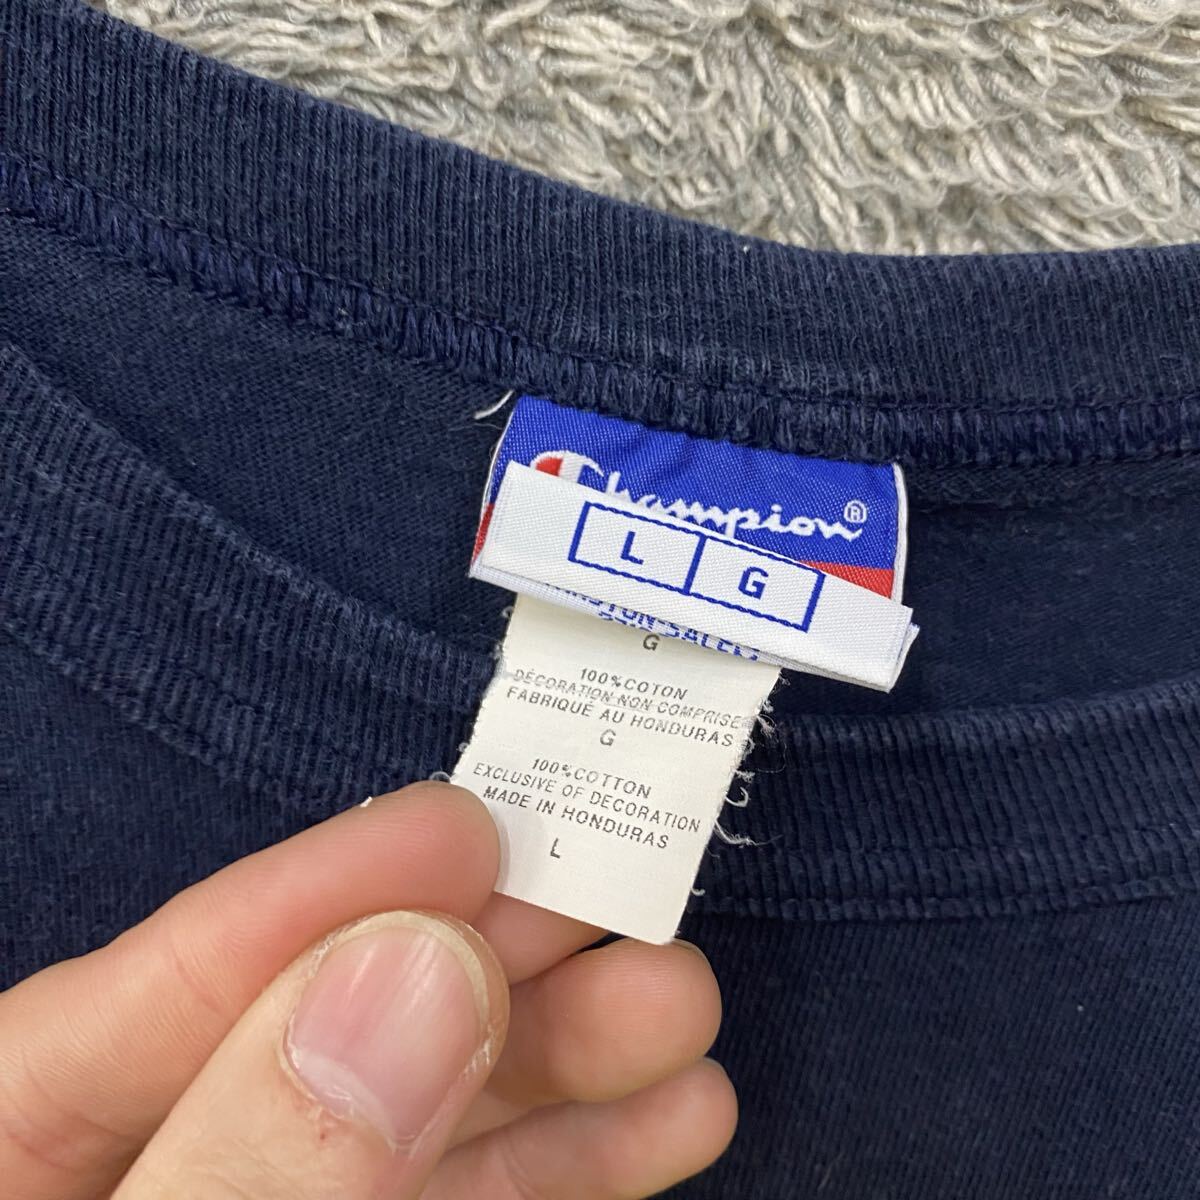 Champion®
L G
G
100%COTON
DÉCORATION NON COMPRISE
FABRIQUÉ AU HONDURAS
G
100%COTTON
EXCLUSIVE OF DECORATION
MADE IN HONDURAS
L